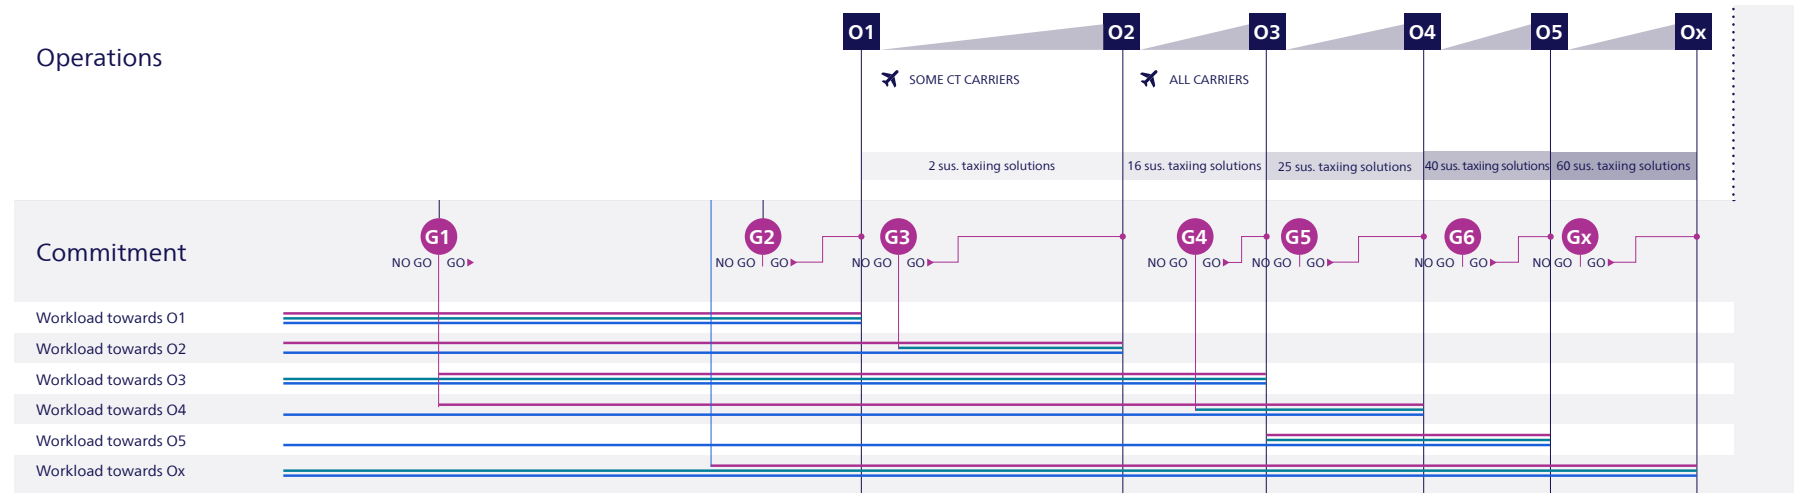 O1 O2 O3 O4 O5 Ox
Operations
SOME CT CARRIERS ALL CARRIERS
2 sus. taxiing solutions 16 sus. taxiing solutions 25 sus. taxiing solutions 40 sus. taxiing solutions 60 sus. taxiing solutions
G1 G2 G3 G4 G5 G6 Gx
Commitment
NO GO GO NO GO GO NO GO GO NO GO GO NO GO GO NO GO GO NO GO GO
Workload towards O1
Workload towards O2
Workload towards O3
Workload towards O4
Workload towards O5
Workload towards Ox